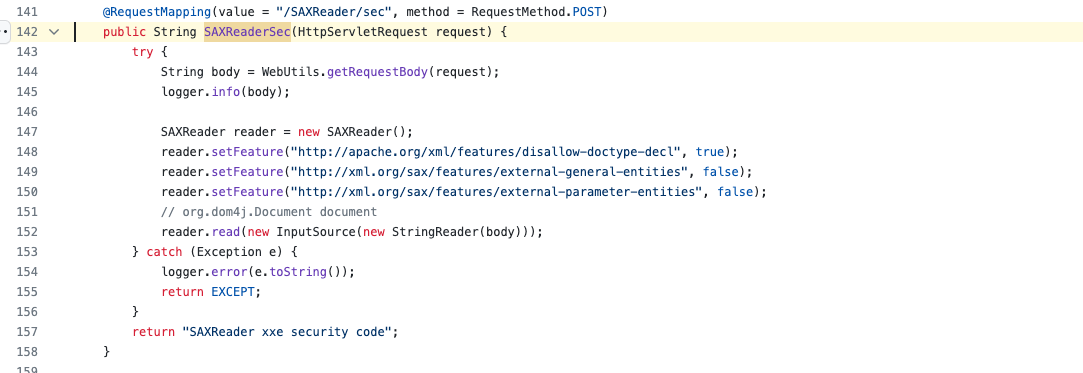 141 @RequestMapping(value = "/SAXReader/sec", method = RequestMethod.POST)
142 public String SAXReaderSec(HttpServletRequest request) {
143 try {
144 String body = WebUtils.getRequestBody(request);
145 logger.info(body);
146
147 SAXReader reader = new SAXReader();
148 reader.setFeature("http://apache.org/xml/features/disallow-doctype-decl", true);
149 reader.setFeature("http://xml.org/sax/features/external-general-entities", false);
150 reader.setFeature("http://xml.org/sax/features/external-parameter-entities", false);
151 // org.dom4j.Document document
152 reader.read(new InputSource(new StringReader(body)));
153 } catch (Exception e) {
154 logger.error(e.toString());
155 return EXCEPT;
156 }
157 return "SAXReader xxe security code";
158 }
159